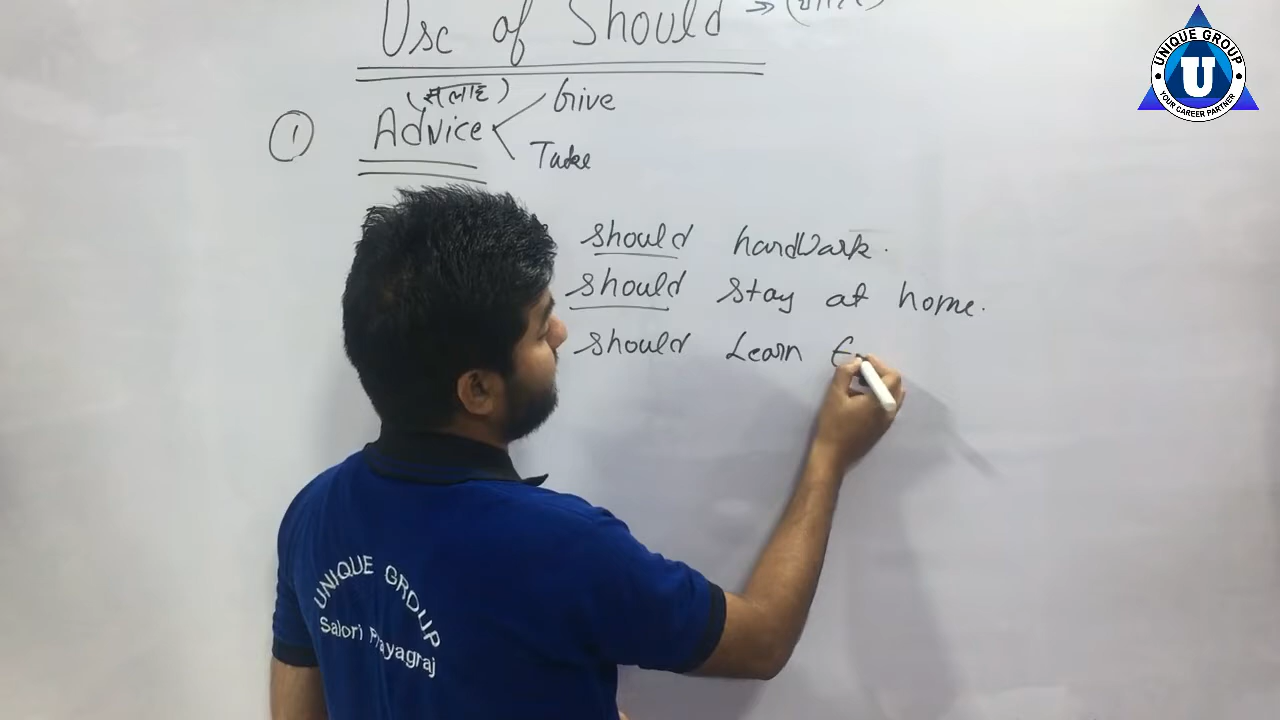 Use of Should →
(सलाह)
① Advice < Give
Take
should hardWork.
should stay at home.
should Learn E
UNIQUE GROUP
Salori Prayagraj
UNIQUE GROUP
U
YOUR CAREER PARTNER